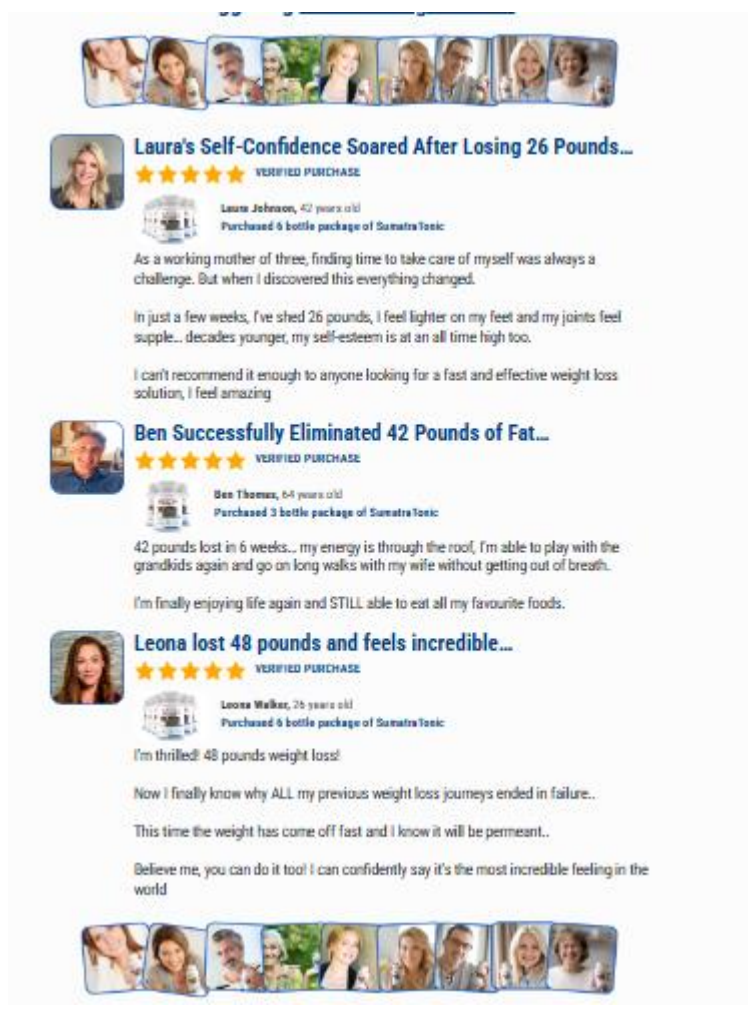 Laura's Self-Confidence Soared After Losing 26 Pounds...
VERIFIED PURCHASE
Laura Johnson, 42 years old
Purchased 6 bottle package of SumatraTonic
As a working mother of three, finding time to take care of myself was always a
challenge. But when I discovered this everything changed.
In just a few weeks, I've shed 26 pounds, I feel lighter on my feet and my joints feel
supple... decades younger, my self-esteem is at an all time high too.
I can't recommend it enough to anyone looking for a fast and effective weight loss
solution, I feel amazing
Ben Successfully Eliminated 42 Pounds of Fat...
VERIFIED PURCHASE
Ben Thomas, 64 years old
Purchased 3 bottle package of SumatraTonic
42 pounds lost in 6 weeks... my energy is through the roof, I'm able to play with the
grandkids again and go on long walks with my wife without getting out of breath.
I'm finally enjoying life again and STILL able to eat all my favourite foods.
Leona lost 48 pounds and feels incredible...
VERIFIED PURCHASE
Leona Walker, 26 years old
Purchased 6 bottle package of SumatraTonic
I'm thrilled! 48 pounds weight loss!
Now I finally know why ALL my previous weight loss journeys ended in failure..
This time the weight has come off fast and I know it will be permeant..
Believe me, you can do it too! I can confidently say it's the most incredible feeling in the
world